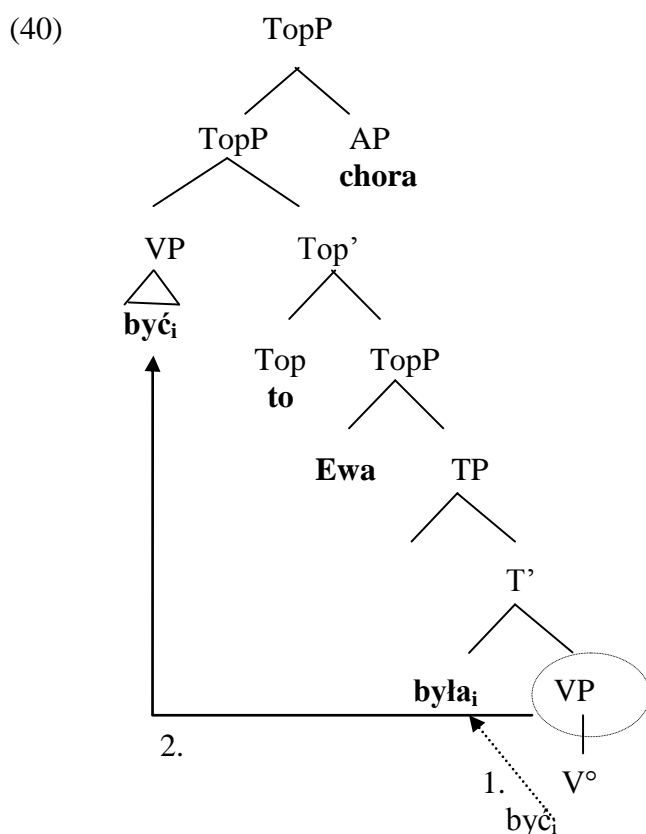 (40) TopP
TopP AP
chora
VP Top’
byćᵢ
Top TopP
to
Ewa TP
T’
byłaᵢ VP
2.
1. V°
byćᵢ